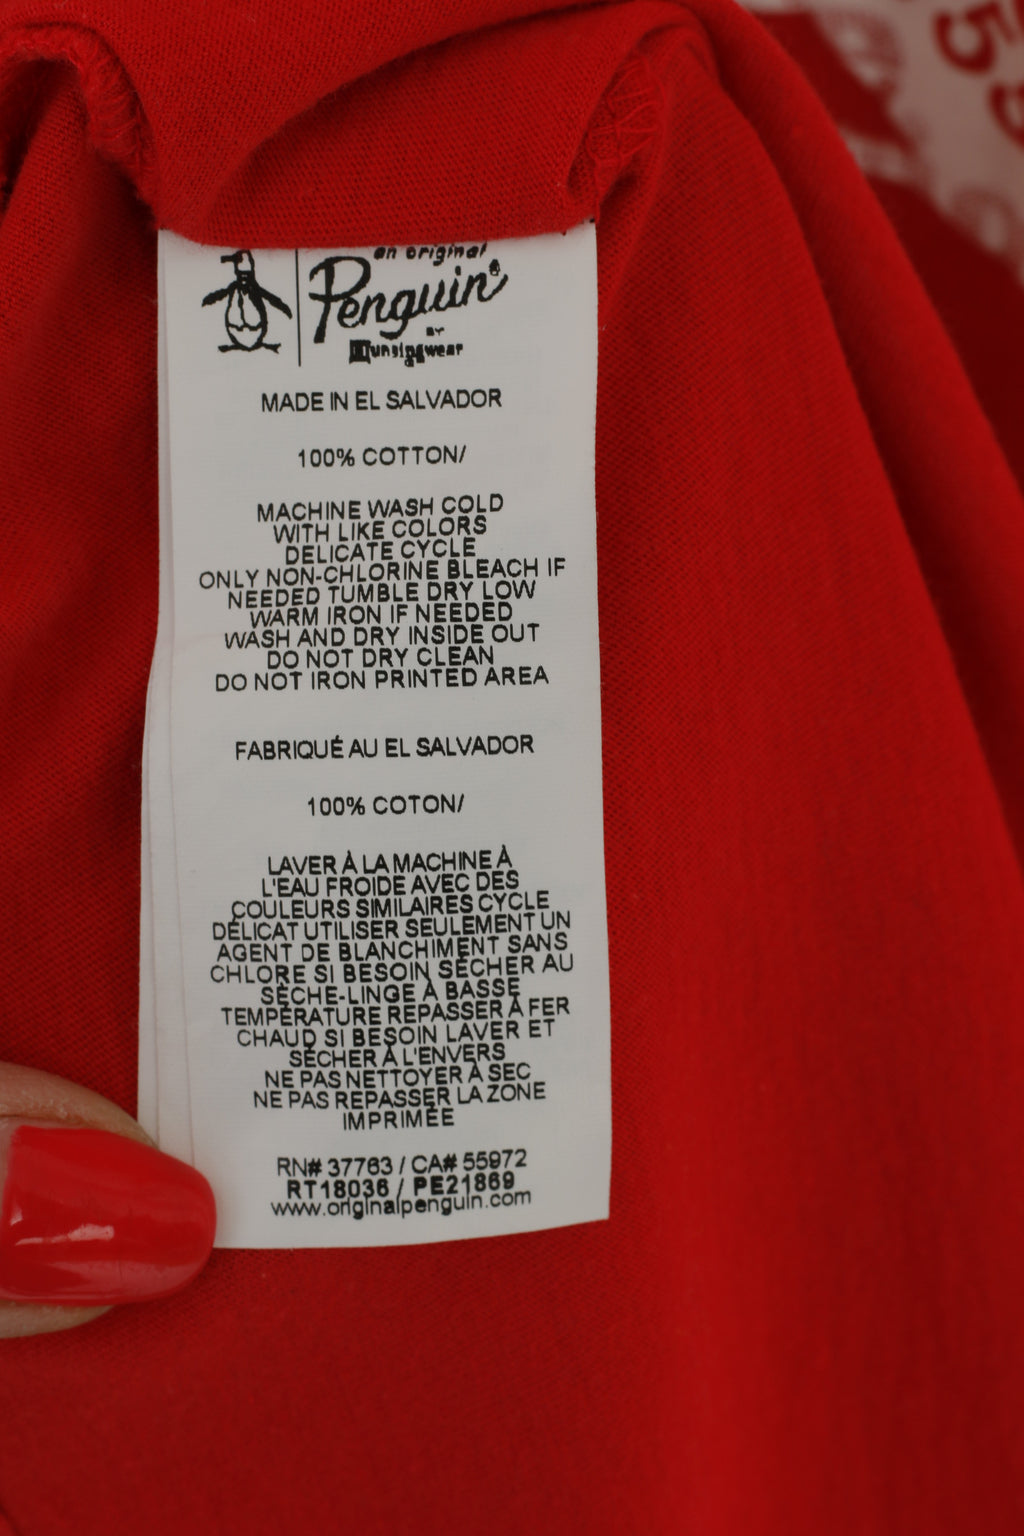 an original
Penguin®
BY
Munsingwear
MADE IN EL SALVADOR
100% COTTON/
MACHINE WASH COLD
WITH LIKE COLORS
DELICATE CYCLE
ONLY NON-CHLORINE BLEACH IF
NEEDED TUMBLE DRY LOW
WARM IRON IF NEEDED
WASH AND DRY INSIDE OUT
DO NOT DRY CLEAN
DO NOT IRON PRINTED AREA
FABRIQUÉ AU EL SALVADOR
100% COTON/
LAVER À LA MACHINE À
L'EAU FROIDE AVEC DES
COULEURS SIMILAIRES CYCLE
DÉLICAT UTILISER SEULEMENT UN
AGENT DE BLANCHIMENT SANS
CHLORE SI BESOIN SÉCHER AU
SÈCHE-LINGE À BASSE
TEMPÉRATURE REPASSER À FER
CHAUD SI BESOIN LAVER ET
SÉCHER À L'ENVERS
NE PAS NETTOYER À SEC
NE PAS REPASSER LA ZONE
IMPRIMÉE
RN# 37763 / CA# 55972
RT18036 / PE21869
www.originalpenguin.com